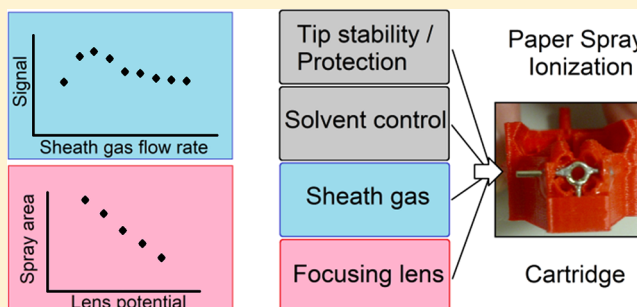 Signal
Sheath gas flow rate
Spray area
Lens potential
Tip stability /
Protection
Solvent control
Sheath gas
Focusing lens
Paper Spray
Ionization
Cartridge